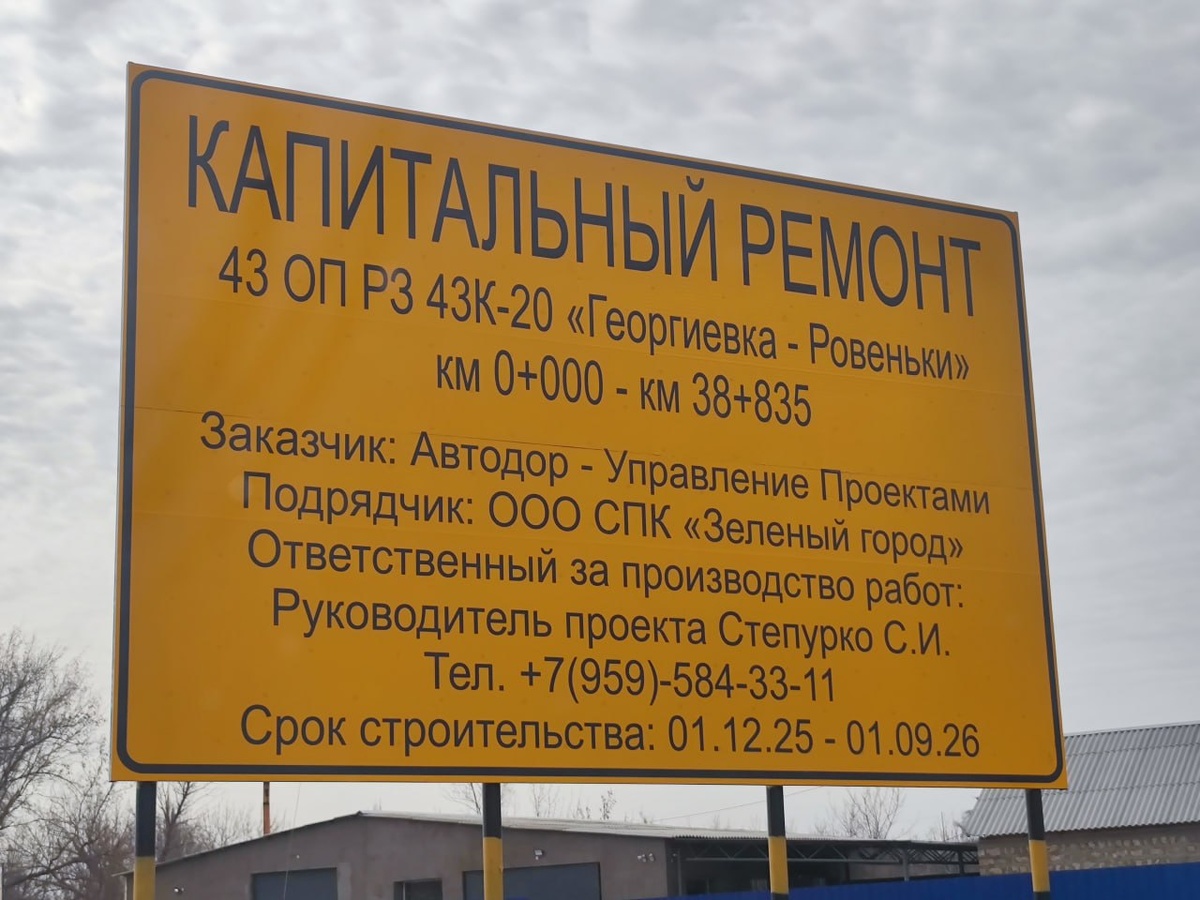 КАПИТАЛЬНЫЙ РЕМОНТ
43 ОП РЗ 43К-20 «Георгиевка - Ровеньки»
км 0+000 - км 38+835
Заказчик: Автодор - Управление Проектами
Подрядчик: ООО СПК «Зеленый город»
Ответственный за производство работ:
Руководитель проекта Степурко С.И.
Тел. +7(959)-584-33-11
Срок строительства: 01.12.25 - 01.09.26